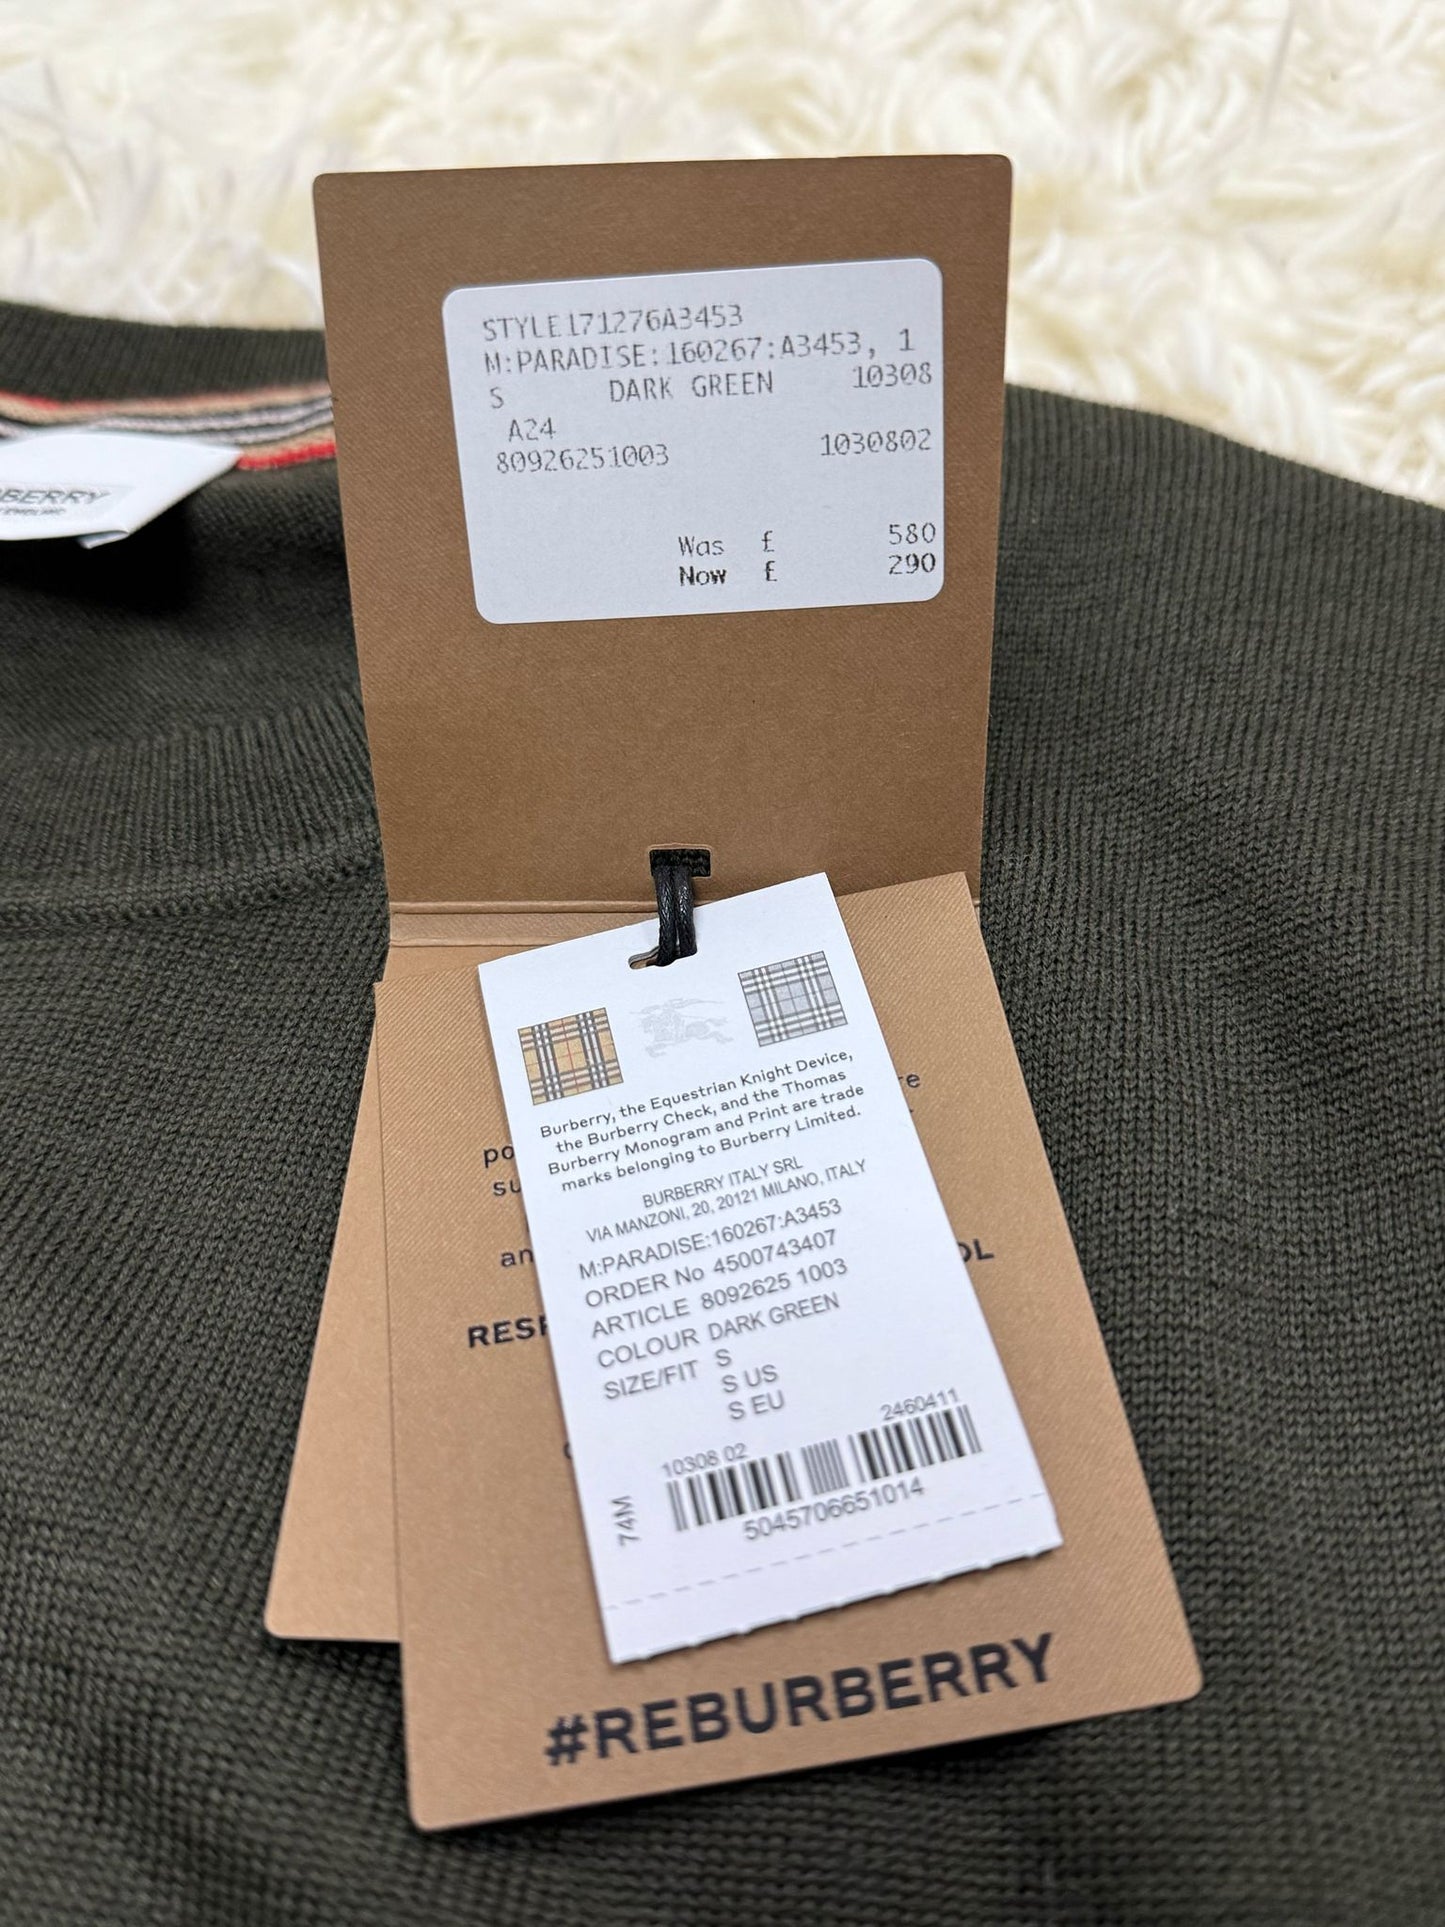 STYLE171276A3453
M:PARADISE:160267:A3453, 1
S DARK GREEN 10308
A24
80926251003 1030802
Was £ 580
Now £ 290
BERRY
Burberry, the Equestrian Knight Device,
the Burberry Check, and the Thomas
Burberry Monogram and Print are trade
marks belonging to Burberry Limited.
BURBERRY ITALY SRL
VIA MANZONI, 20, 20121 MILANO, ITALY
M:PARADISE:160267:A3453
ORDER No 4500743407
ARTICLE 8092625 1003
COLOUR DARK GREEN
SIZE/FIT S
S US
S EU
10308 02 2460411
74M
5045706651014
#REBURBERRY